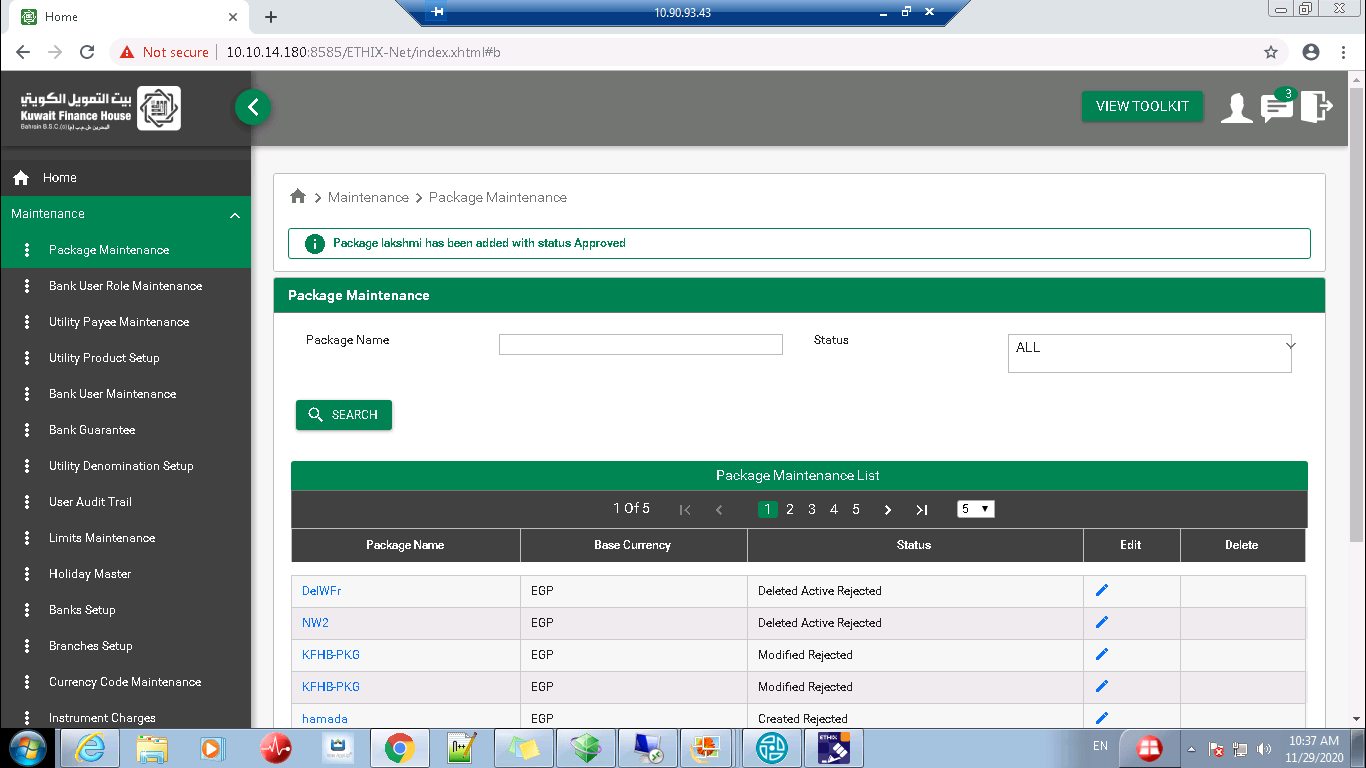 Home
10.90.93.43
Not secure
10.10.14.180:8585/ETHIX-Net/index.xhtml#b
بيت التمويل الكويتي
Kuwait Finance House
VIEW TOOLKIT
3
Home
Maintenance
Package Maintenance
Bank User Role Maintenance
Utility Payee Maintenance
Utility Product Setup
Bank User Maintenance
Bank Guarantee
Utility Denomination Setup
User Audit Trail
Limits Maintenance
Holiday Master
Banks Setup
Branches Setup
Currency Code Maintenance
Instrument Charges
Maintenance
Package Maintenance
Package lakshmi has been added with status Approved
Package Maintenance
Package Name
Status
ALL
SEARCH
Package Maintenance List
1 Of 5 1 2 3 4 5 5
Package Name Base Currency Status Edit Delete
DelWFr EGP Deleted Active Rejected
NW2 EGP Deleted Active Rejected
KFHB-PKG EGP Modified Rejected
KFHB-PKG EGP Modified Rejected
hamada EGP Created Rejected
ETHIX
EN
10:37 AM
11/29/2020